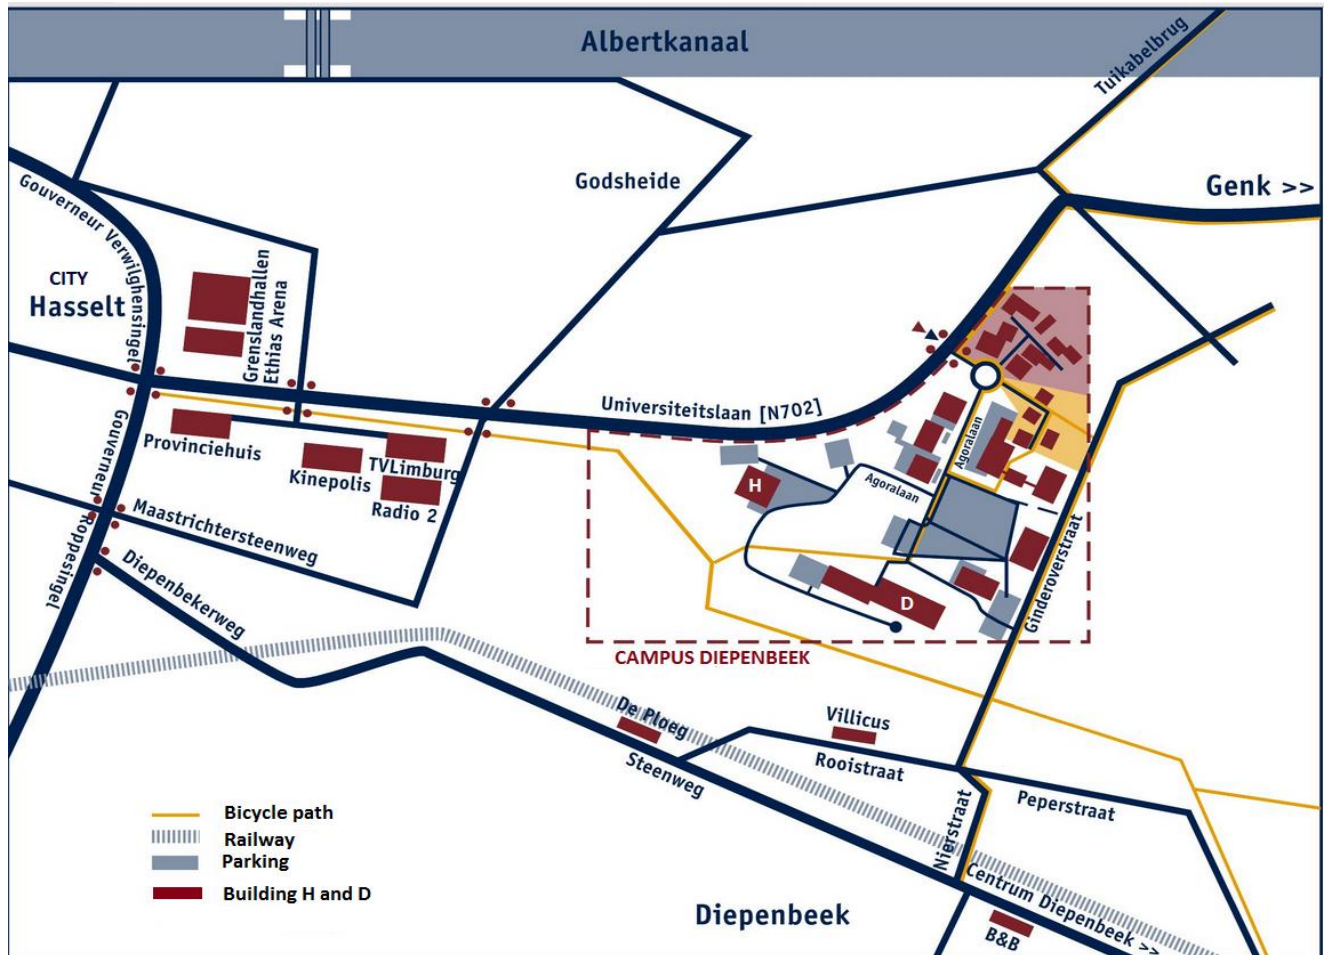 Albertkanaal
Tuikabelbrug
Godsheide
Genk >>
Gouverneur Verwilghensingel
CITY
Hasselt
Grenslandhallen
Ethias Arena
Universiteitslaan [N702]
Provinciehuis
Kinepolis
TVLimburg
Radio 2
Gouverneur Roppesingel
Maastrichtersteenweg
Diepenbekerweg
H
Agoralaan
Agoralaan
D
Ginderoverstraat
CAMPUS DIEPENBEEK
De Ploeg
Steenweg
Villicus
Rooistraat
Nierstraat
Peperstraat
Centrum Diepenbeek >>
B&B
Diepenbeek
Bicycle path
Railway
Parking
Building H and D